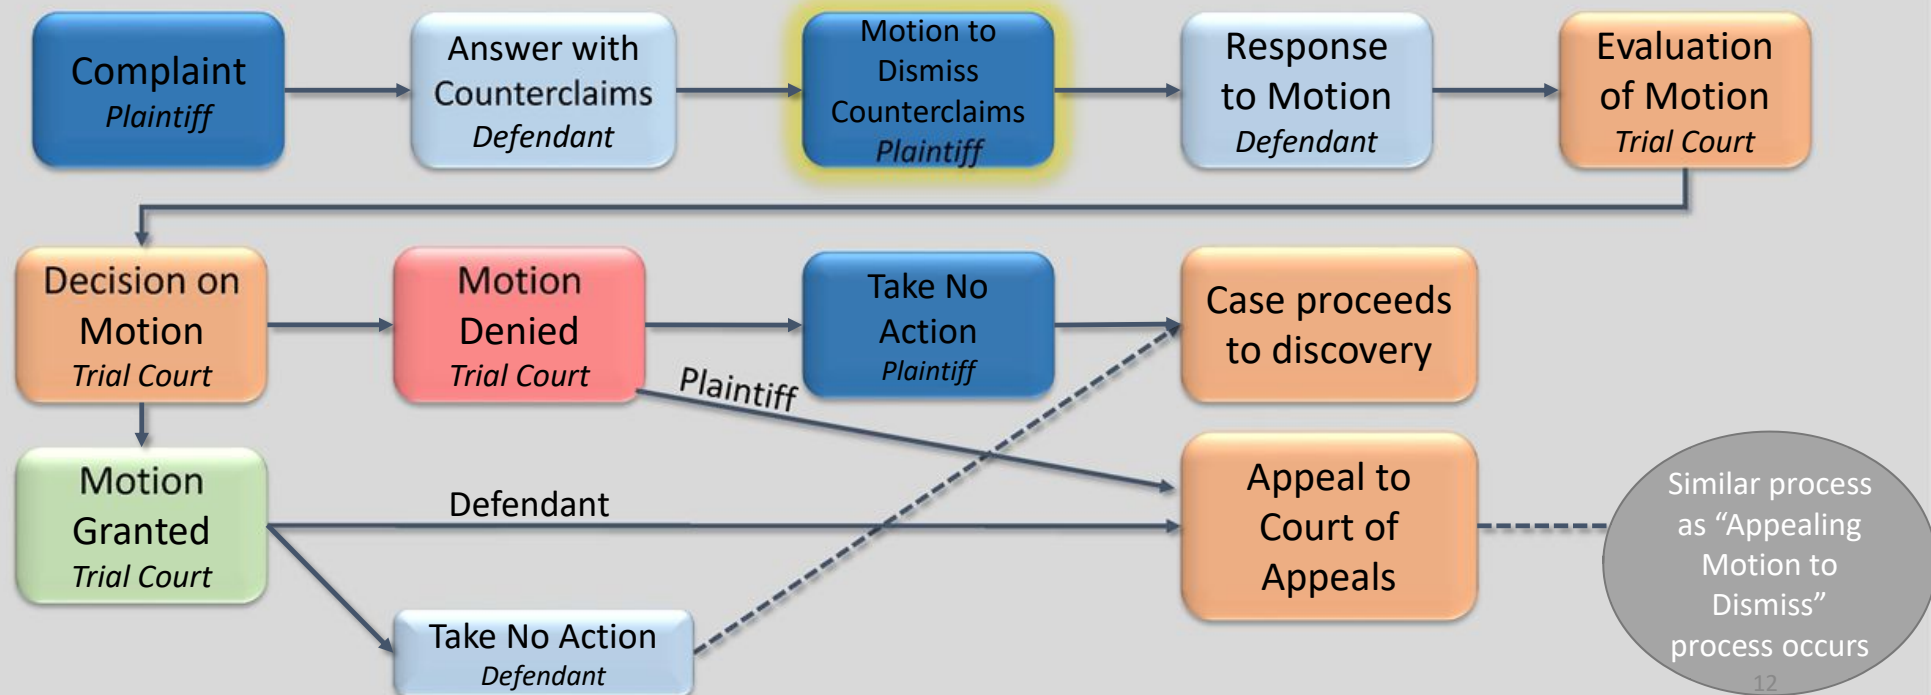 Complaint
Plaintiff
Answer with
Counterclaims
Defendant
Motion to
Dismiss
Counterclaims
Plaintiff
Response
to Motion
Defendant
Evaluation
of Motion
Trial Court
Decision on
Motion
Trial Court
Motion
Denied
Trial Court
Take No
Action
Plaintiff
Case proceeds
to discovery
Plaintiff
Motion
Granted
Trial Court
Defendant
Appeal to
Court of
Appeals
Similar process
as “Appealing
Motion to
Dismiss”
process occurs
Take No Action
Defendant
12